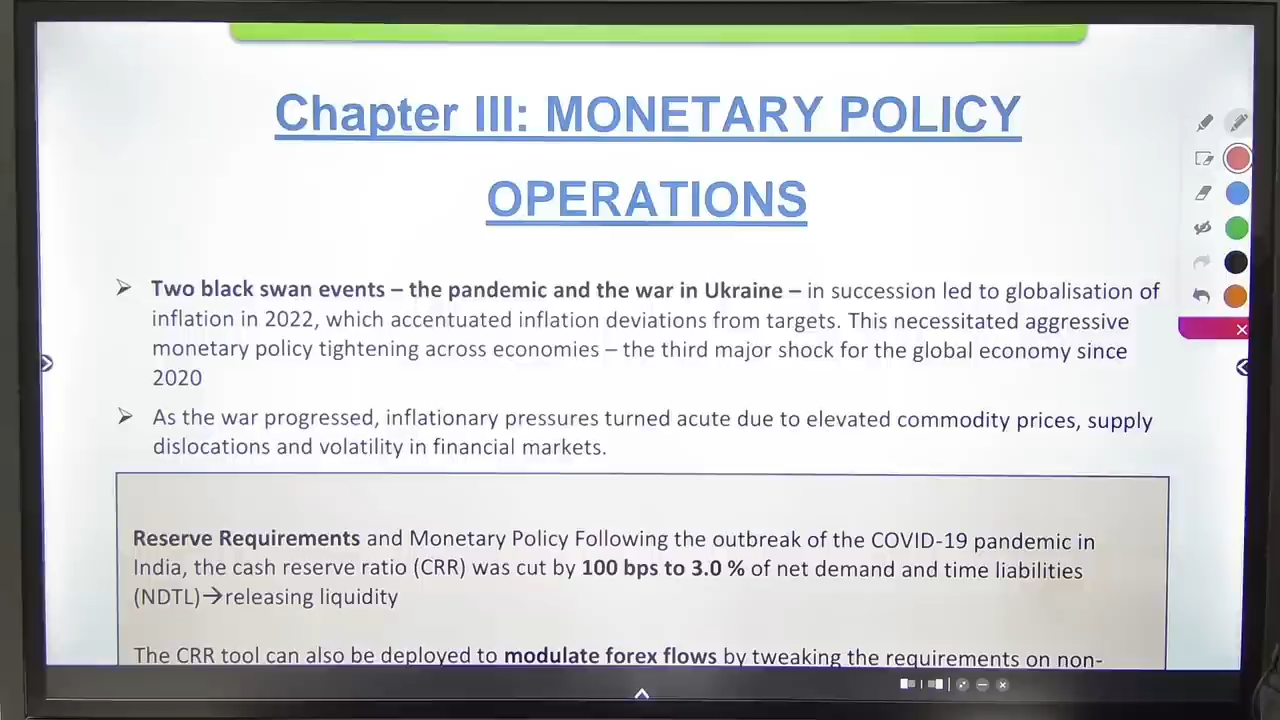 Chapter III: MONETARY POLICY
OPERATIONS
Two black swan events – the pandemic and the war in Ukraine – in succession led to globalisation of
inflation in 2022, which accentuated inflation deviations from targets. This necessitated aggressive
monetary policy tightening across economies – the third major shock for the global economy since
2020
As the war progressed, inflationary pressures turned acute due to elevated commodity prices, supply
dislocations and volatility in financial markets.
Reserve Requirements and Monetary Policy Following the outbreak of the COVID-19 pandemic in
India, the cash reserve ratio (CRR) was cut by 100 bps to 3.0 % of net demand and time liabilities
(NDTL)→releasing liquidity
The CRR tool can also be deployed to modulate forex flows by tweaking the requirements on non-